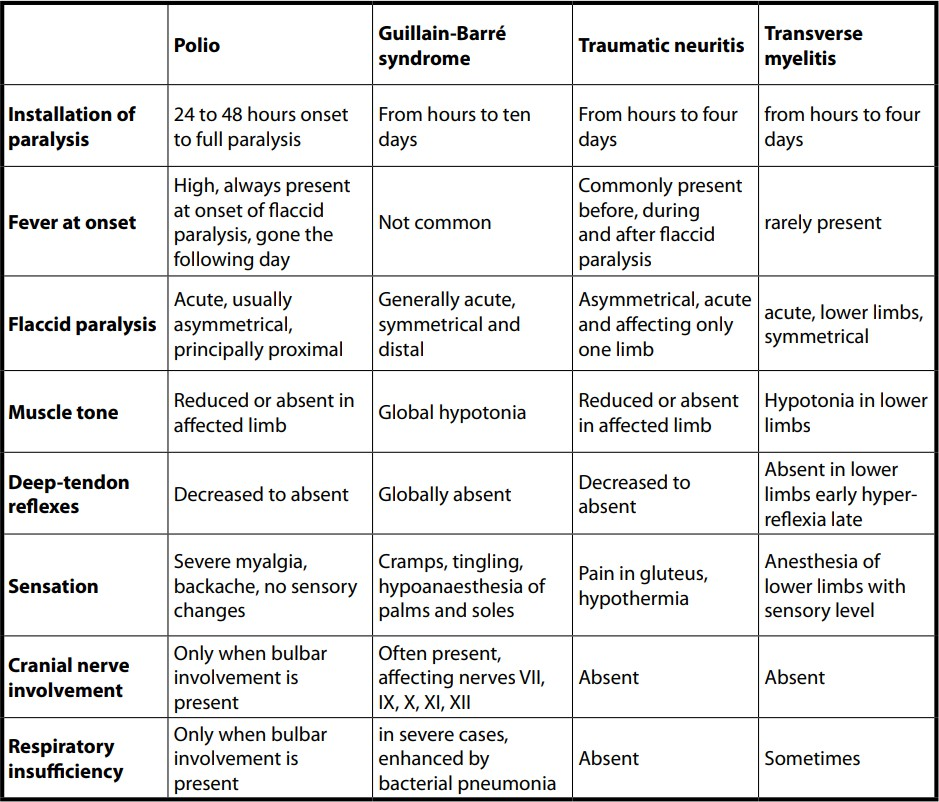 Polio
Guillain-Barré
syndrome
Traumatic neuritis
Transverse
myelitis
Installation of
paralysis
24 to 48 hours onset
to full paralysis
From hours to ten
days
From hours to four
days
from hours to four
days
Fever at onset
High, always present
at onset of flaccid
paralysis, gone the
following day
Not common
Commonly present
before, during
and after flaccid
paralysis
rarely present
Flaccid paralysis
Acute, usually
asymmetrical,
principally proximal
Generally acute,
symmetrical and
distal
Asymmetrical, acute
and affecting only
one limb
acute, lower limbs,
symmetrical
Muscle tone
Reduced or absent in
affected limb
Global hypotonia
Reduced or absent
in affected limb
Hypotonia in lower
limbs
Deep-tendon
reflexes
Decreased to absent
Globally absent
Decreased to
absent
Absent in lower
limbs early hyper-
reflexia late
Sensation
Severe myalgia,
backache, no sensory
changes
Cramps, tingling,
hypoanaesthesia of
palms and soles
Pain in gluteus,
hypothermia
Anesthesia of
lower limbs with
sensory level
Cranial nerve
involvement
Only when bulbar
involvement is
present
Often present,
affecting nerves VII,
IX, X, XI, XII
Absent
Absent
Respiratory
insufficiency
Only when bulbar
involvement is
present
in severe cases,
enhanced by
bacterial pneumonia
Absent
Sometimes